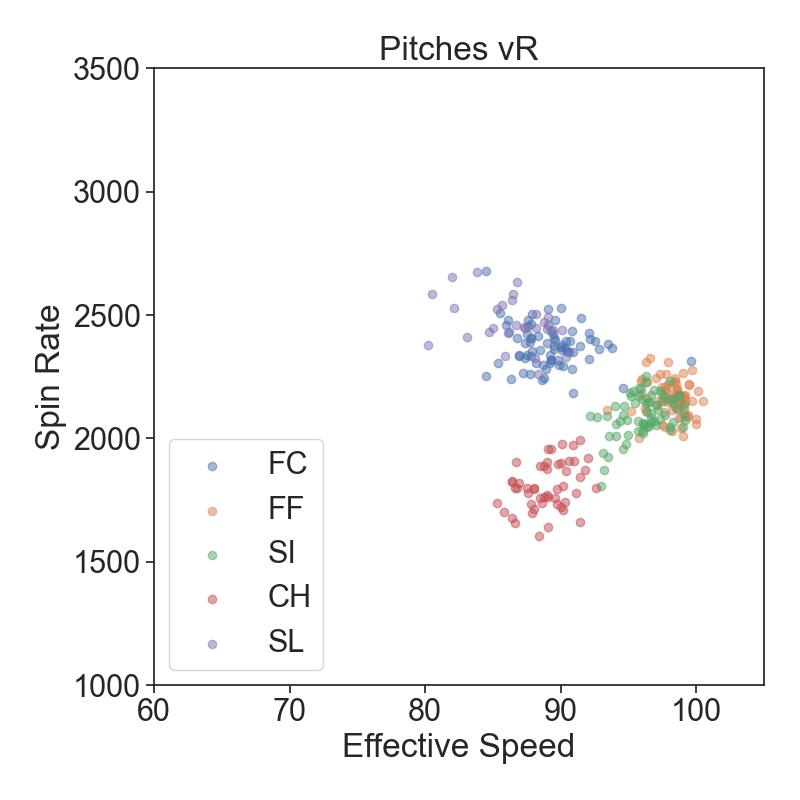 Pitches vR
3500
3000
2500
2000
1500
1000
Spin Rate
FC
FF
SI
CH
SL
60 70 80 90 100
Effective Speed